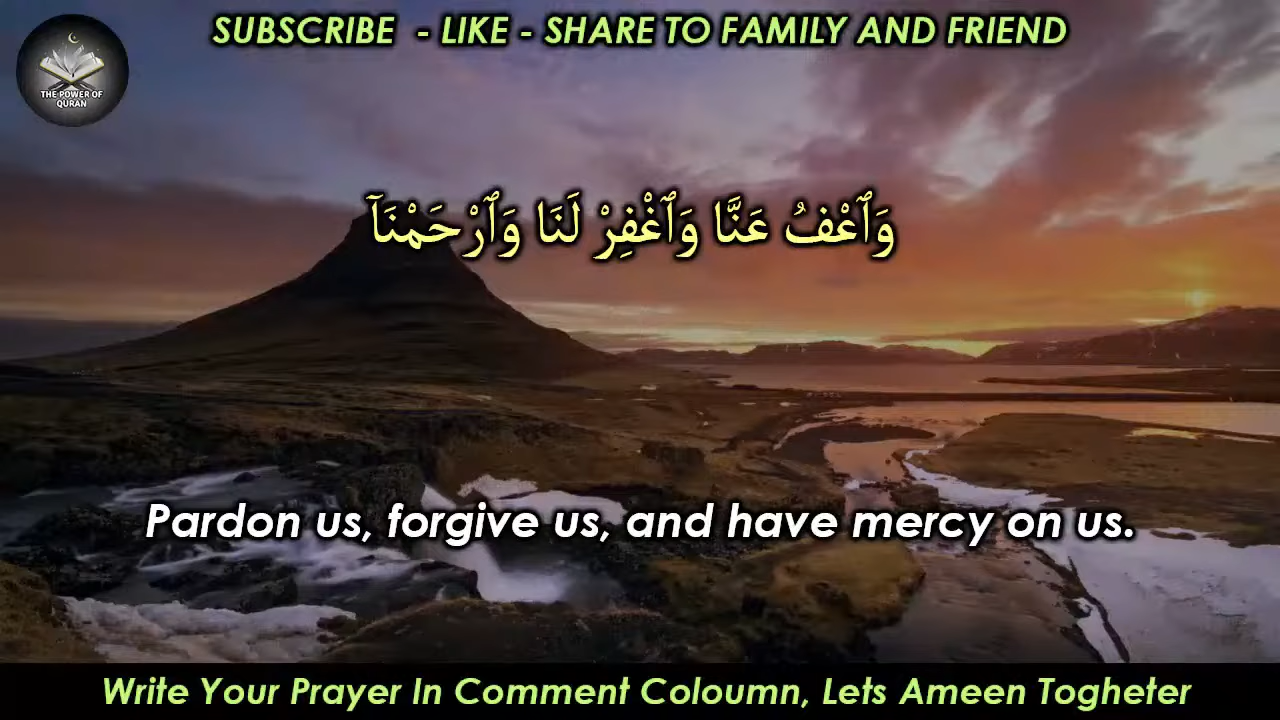 SUBSCRIBE - LIKE - SHARE TO FAMILY AND FRIEND
THE POWER OF
QURAN
وَٱعْفُ عَنَّا وَٱغْفِرْ لَنَا وَٱرْحَمْنَآ
Pardon us, forgive us, and have mercy on us.
Write Your Prayer In Comment Coloumn, Lets Ameen Togheter